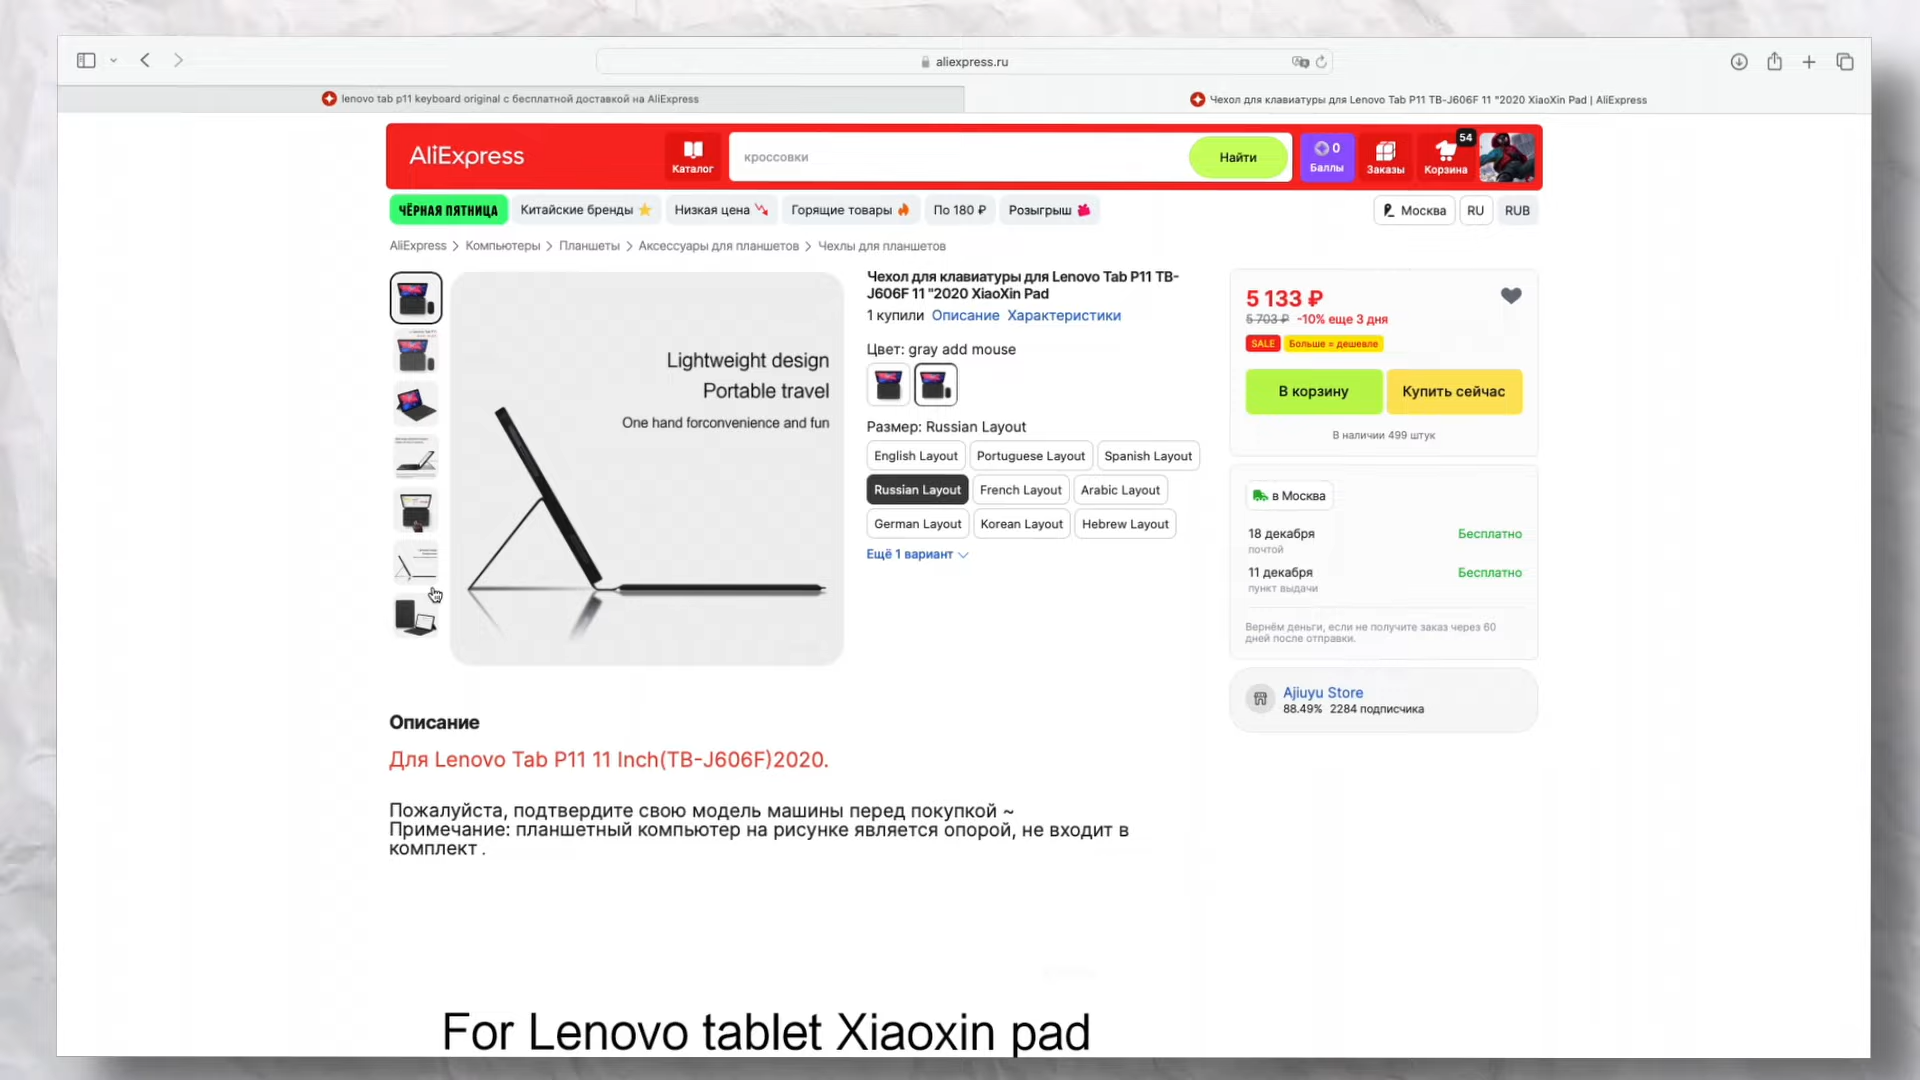 aliexpress.ru
lenovo tab p11 keyboard original с бесплатной доставкой на AliExpress
Чехол для клавиатуры для Lenovo Tab P11 TB-J606F 11 "2020 XiaoXin Pad | AliExpress
AliExpress
Каталог
кроссовки
Найти
0
Баллы
Заказы
54
Корзина
ЧЁРНАЯ ПЯТНИЦА
Китайские бренды
Низкая цена
Горящие товары
По 180 ₽
Розыгрыш
Москва
RU
RUB
AliExpress > Компьютеры > Планшеты > Аксессуары для планшетов > Чехлы для планшетов
Lightweight design
Portable travel
One hand forconvenience and fun
Чехол для клавиатуры для Lenovo Tab P11 TB-
J606F 11 "2020 XiaoXin Pad
1 купили Описание Характеристики
Цвет: gray add mouse
Размер: Russian Layout
English Layout
Portuguese Layout
Spanish Layout
Russian Layout
French Layout
Arabic Layout
German Layout
Korean Layout
Hebrew Layout
Ещё 1 вариант
5 133 ₽
5 703 ₽ -10% еще 3 дня
SALE Больше = дешевле
В корзину
Купить сейчас
В наличии 499 штук
в Москва
18 декабря Бесплатно
почтой
11 декабря Бесплатно
пункт выдачи
Вернём деньги, если не получите заказ через 60
дней после отправки.
Ajiuyu Store
88.49% 2284 подписчика
Описание
Для Lenovo Tab P11 11 Inch(TB-J606F)2020.
Пожалуйста, подтвердите свою модель машины перед покупкой ~
Примечание: планшетный компьютер на рисунке является опорой, не входит в
комплект .
For Lenovo tablet Xiaoxin pad